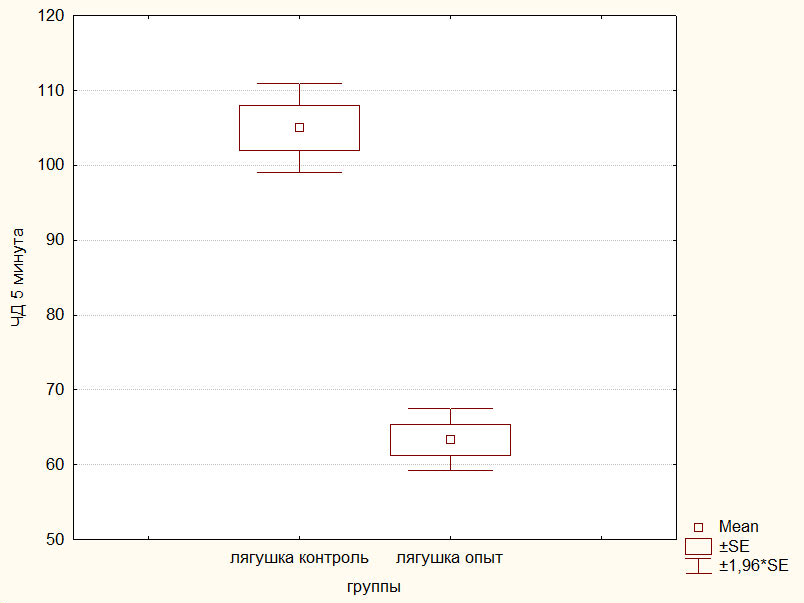 120
110
100
90
80
70
60
50
ЧД 5 минута
лягушка контроль
лягушка опыт
группы
Mean
±SE
±1,96*SE